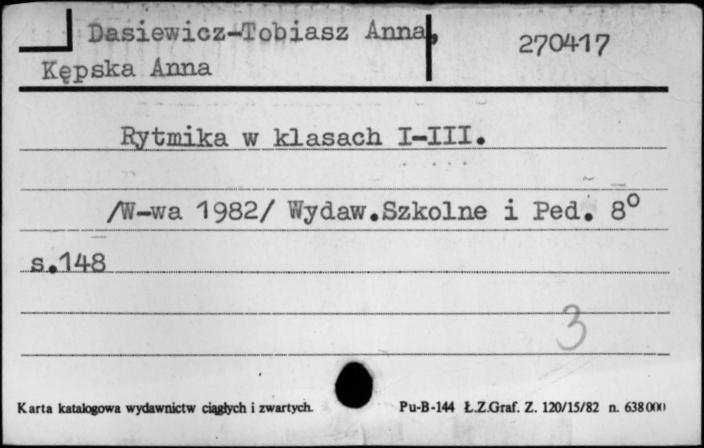 Dasiewicz-Tobiasz Anna, 270417
Kępska Anna
Rytmika w klasach I-III.
/W-wa 1982/ Wydaw.Szkolne i Ped. 8°
s.148
3
Karta katalogowa wydawnictw ciągłych i zwartych. Pu-B-144 Ł.Z.Graf. Z. 120/15/82 n. 638000